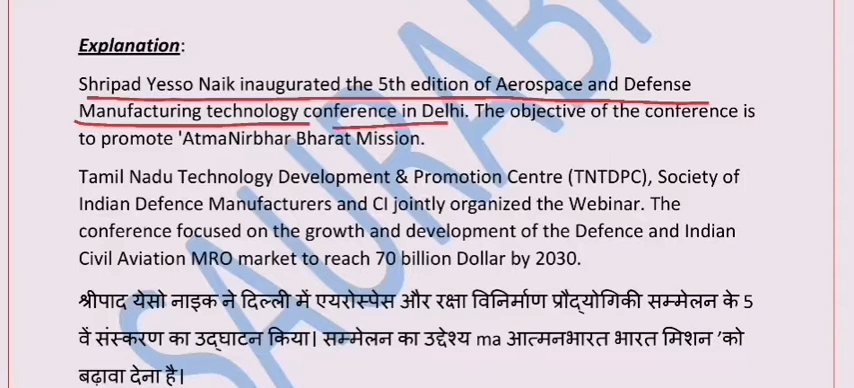 Explanation:
Shripad Yesso Naik inaugurated the 5th edition of Aerospace and Defense
Manufacturing technology conference in Delhi. The objective of the conference is
to promote 'AtmaNirbhar Bharat Mission.
Tamil Nadu Technology Development & Promotion Centre (TNTDPC), Society of
Indian Defence Manufacturers and CI jointly organized the Webinar. The
conference focused on the growth and development of the Defence and Indian
Civil Aviation MRO market to reach 70 billion Dollar by 2030.
श्रीपाद येसो नाइक ने दिल्ली में एयरोस्पेस और रक्षा विनिर्माण प्रौद्योगिकी सम्मेलन के 5
वें संस्करण का उद्घाटन किया। सम्मेलन का उद्देश्य ma आत्मनभारत भारत मिशन 'को
बढ़ावा देना है।
SAURABH